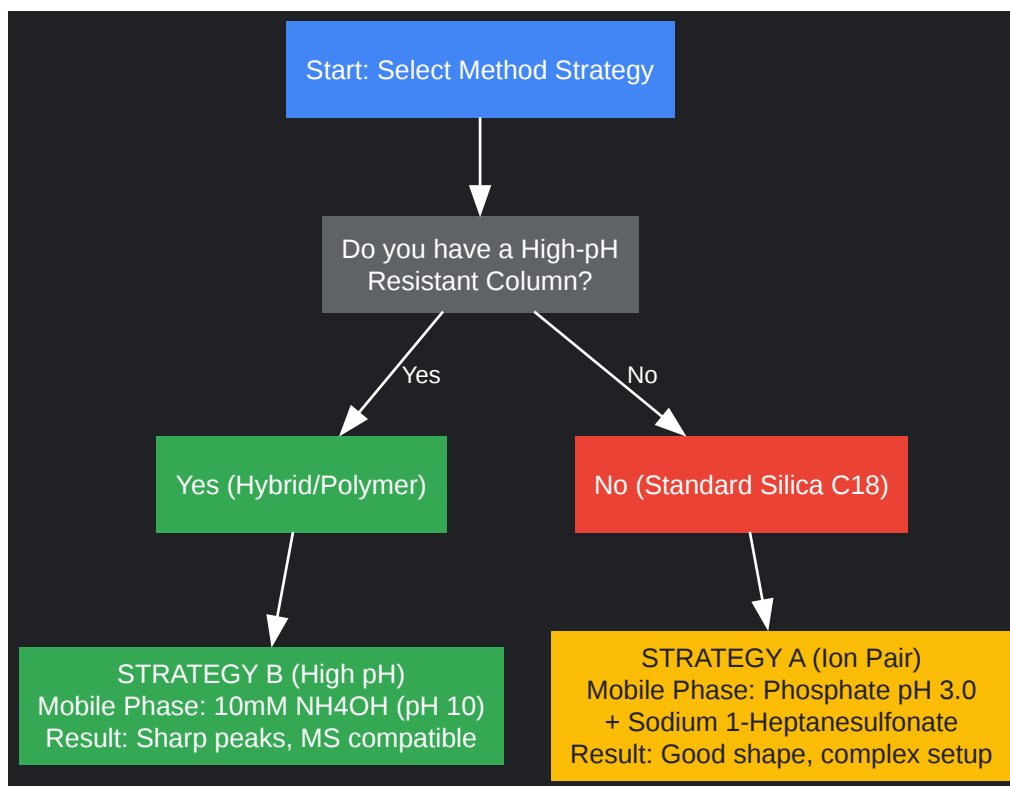 Start: Select Method Strategy
Do you have a High-pH
Resistant Column?
Yes
No
Yes (Hybrid/Polymer)
No (Standard Silica C18)
STRATEGY B (High pH)
Mobile Phase: 10mM NH4OH (pH 10)
Result: Sharp peaks, MS compatible
STRATEGY A (Ion Pair)
Mobile Phase: Phosphate pH 3.0
+ Sodium 1-Heptanesulfonate
Result: Good shape, complex setup